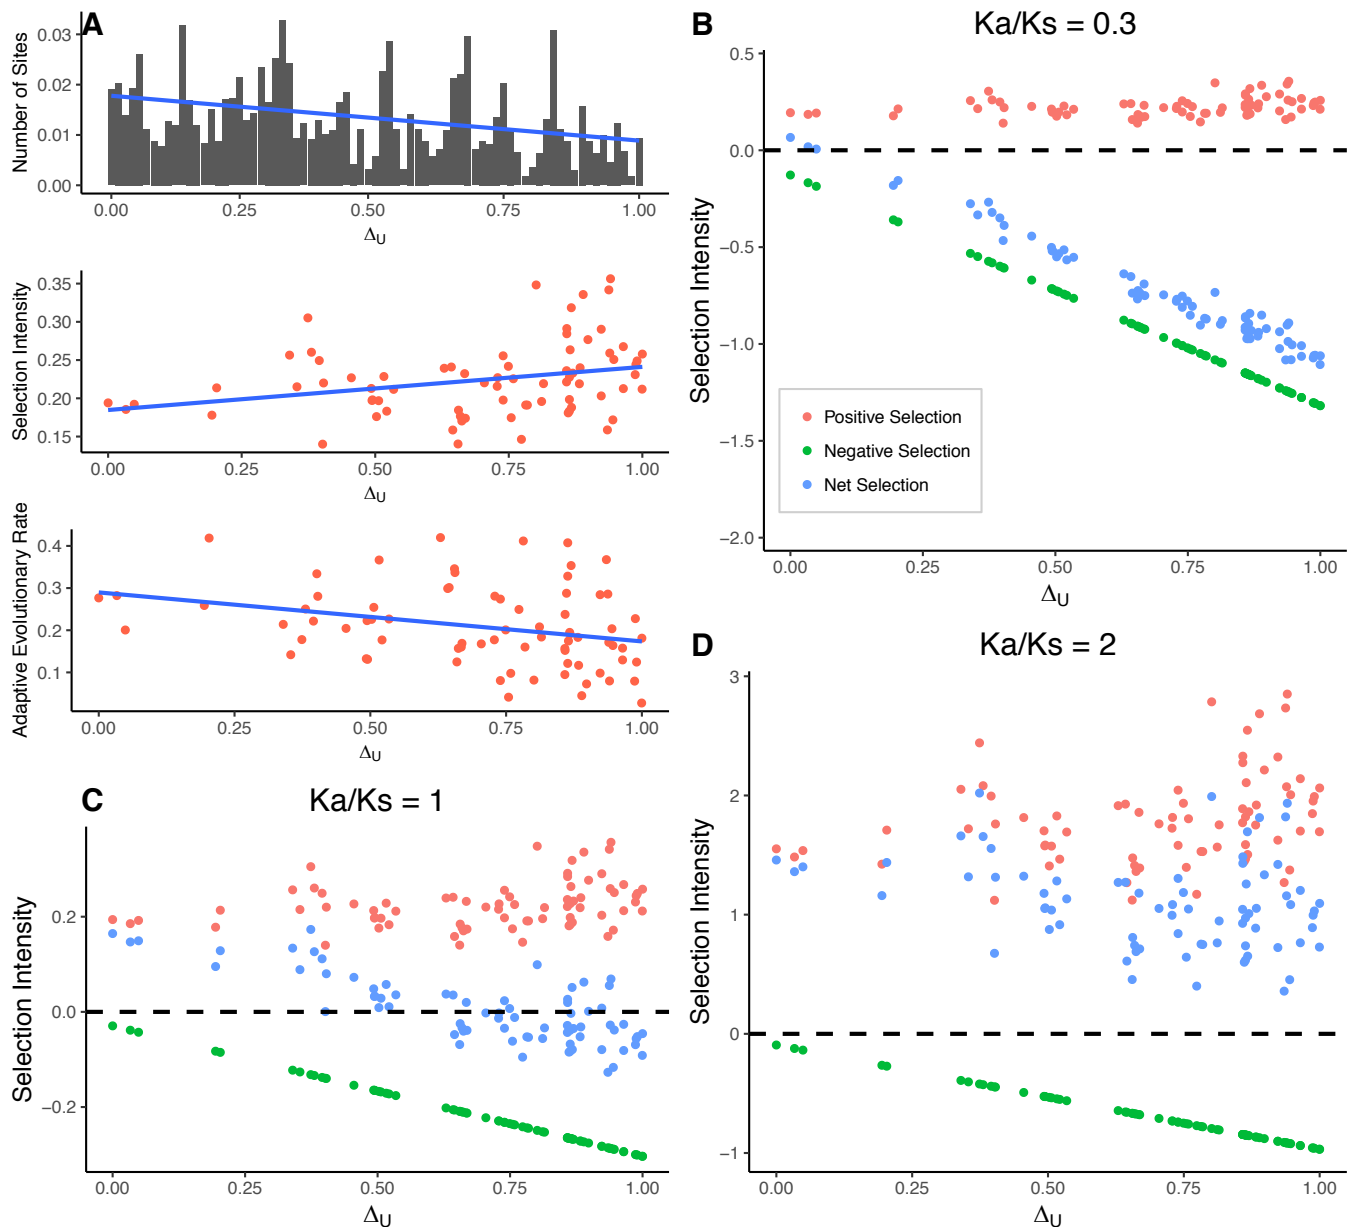 A
Number of Sites
0.03
0.02
0.01
0.00
0.00 0.25 0.50 0.75 1.00
ΔU
Selection Intensity
0.35
0.30
0.25
0.20
0.15
0.00 0.25 0.50 0.75 1.00
ΔU
Adaptive Evolutionary Rate
0.4
0.3
0.2
0.1
0.00 0.25 0.50 0.75 1.00
ΔU
B
Ka/Ks = 0.3
Selection Intensity
0.5
0.0
−0.5
−1.0
−1.5
−2.0
Positive Selection
Negative Selection
Net Selection
0.00 0.25 0.50 0.75 1.00
ΔU
C
Ka/Ks = 1
Selection Intensity
0.2
0.0
−0.2
0.00 0.25 0.50 0.75 1.00
ΔU
D
Ka/Ks = 2
Selection Intensity
3
2
1
0
−1
0.00 0.25 0.50 0.75 1.00
ΔU